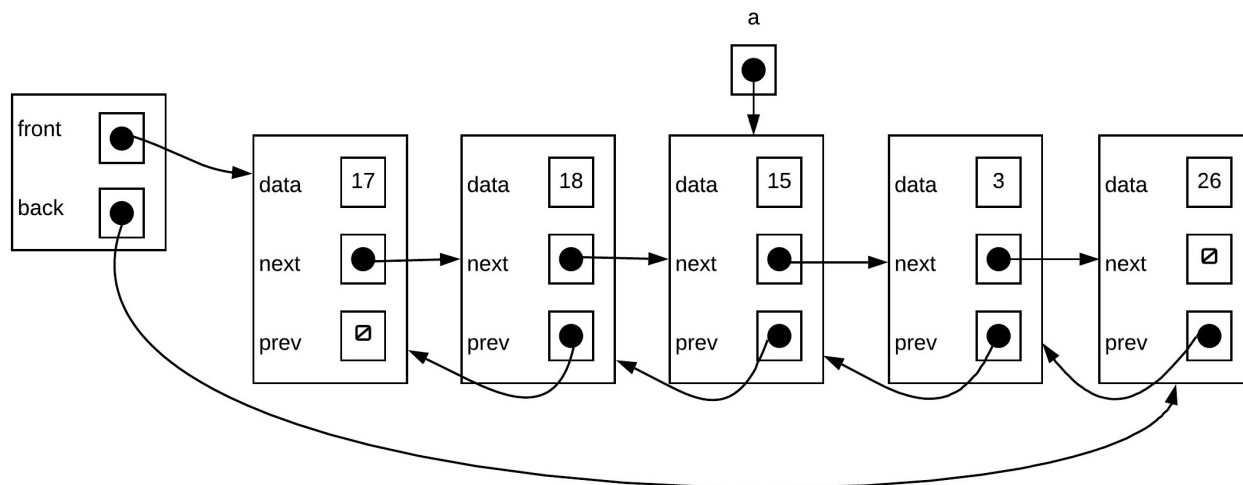 a
front
back
data 17
next
prev
data 18
next
prev
data 15
next
prev
data 3
next
prev
data 26
next
prev